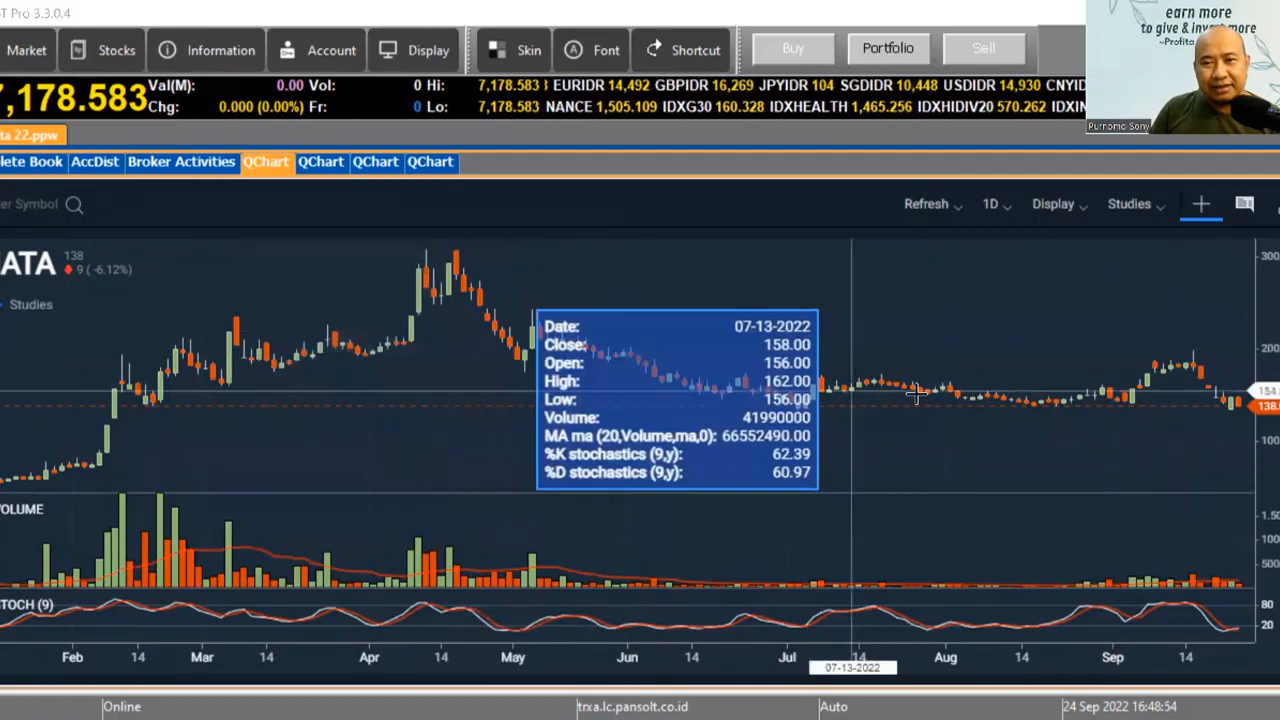 ST Pro 3.3.0.4
earn more
to give & invest more
~Profita
Market Stocks Information Account Display Skin Font Shortcut Buy Portfolio Sell
7,178.583 Val(M): 0.00 Vol: 0 Hi: 7,178.583 EURIDR 14,492 GBPIDR 16,269 JPYIDR 104 SGDIDR 10,448 USDIDR 14,930 CNYID
Chg: 0.000 (0.00%) Fr: 0 Lo: 7,178.583 NANCE 1,505.109 IDXG30 160.328 IDXHEALTH 1,465.256 IDXHIDIV20 570.262 IDXIN
Purnomo Sony
ta 22.ppw
lete Book AccDist Broker Activities QChart QChart QChart QChart
er Symbol Refresh 1D Display Studies
ATA 138
9 ( -6.12%)
Studies
300
200
154
138
100
Date: 07-13-2022
Close: 158.00
Open: 156.00
High: 162.00
Low: 156.00
Volume: 41990000
MA ma (20,Volume,ma,0): 66552490.00
%K stochastics (9,y): 62.39
%D stochastics (9,y): 60.97
VOLUME
1.50
1000
5000
STOCH (9)
80
20
Feb 14 Mar 14 Apr 14 May Jun 14 Jul 14 Aug 14 Sep 14
07-13-2022
Online trxa.lc.pansolt.co.id Auto 24 Sep 2022 16:48:54